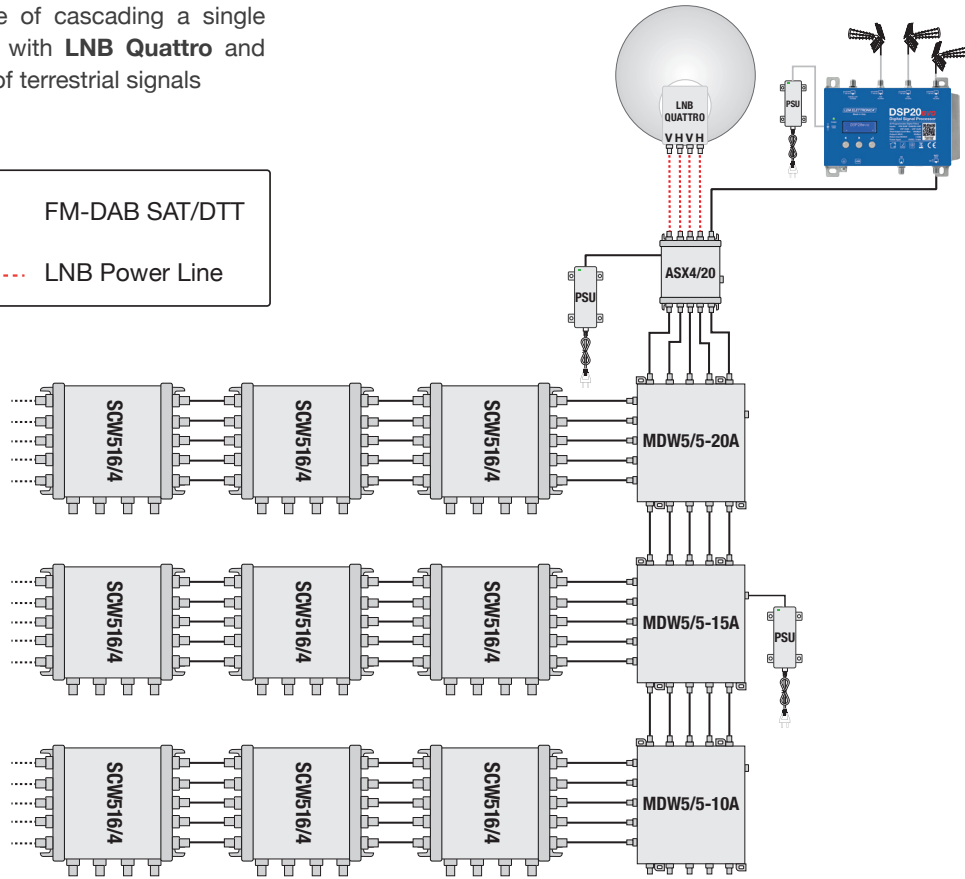 e of cascading a single
with LNB Quattro and
of terrestrial signals
FM-DAB SAT/DTT
LNB Power Line
LNB
QUATTRO
V H V H
PSU
DSP20evo
Digital Signal Processor
ASX4/20
PSU
SCW516/4
SCW516/4
SCW516/4
MDW5/5-20A
SCW516/4
SCW516/4
SCW516/4
MDW5/5-15A
PSU
SCW516/4
SCW516/4
SCW516/4
MDW5/5-10A